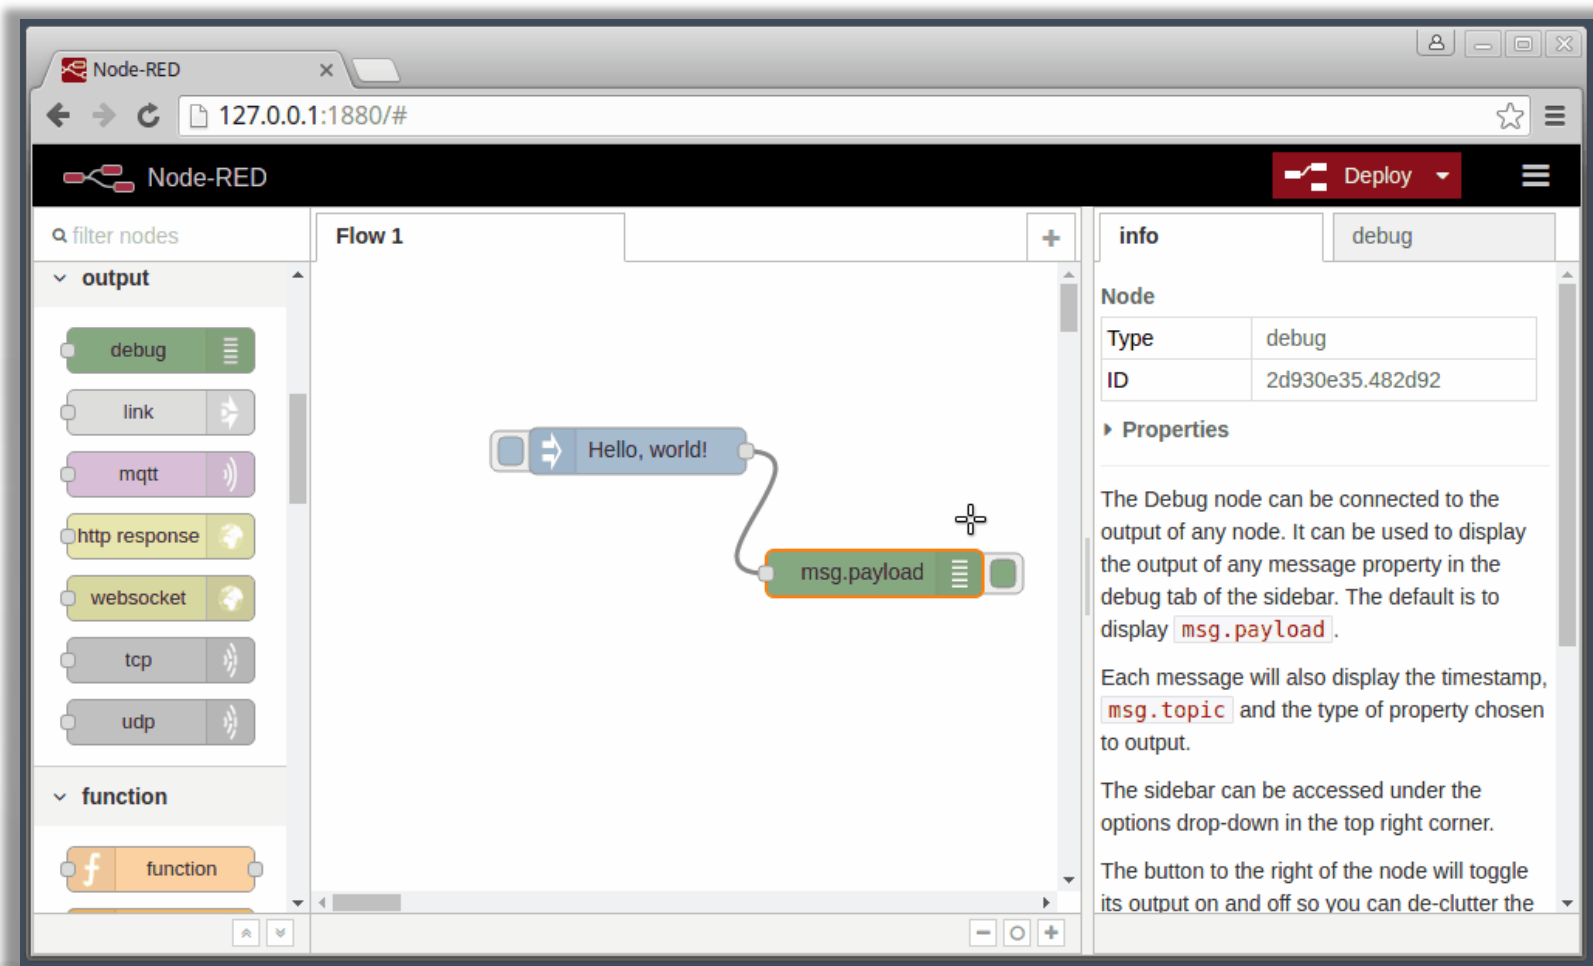 Node-RED
127.0.0.1:1880/#
Node-RED
Deploy
filter nodes
output
debug
link
mqtt
http response
websocket
tcp
udp
function
function
Flow 1
Hello, world!
msg.payload
info
debug
Node
Type debug
ID 2d930e35.482d92
Properties
The Debug node can be connected to the
output of any node. It can be used to display
the output of any message property in the
debug tab of the sidebar. The default is to
display msg.payload .
Each message will also display the timestamp,
msg.topic and the type of property chosen
to output.
The sidebar can be accessed under the
options drop-down in the top right corner.
The button to the right of the node will toggle
its output on and off so you can de-clutter the